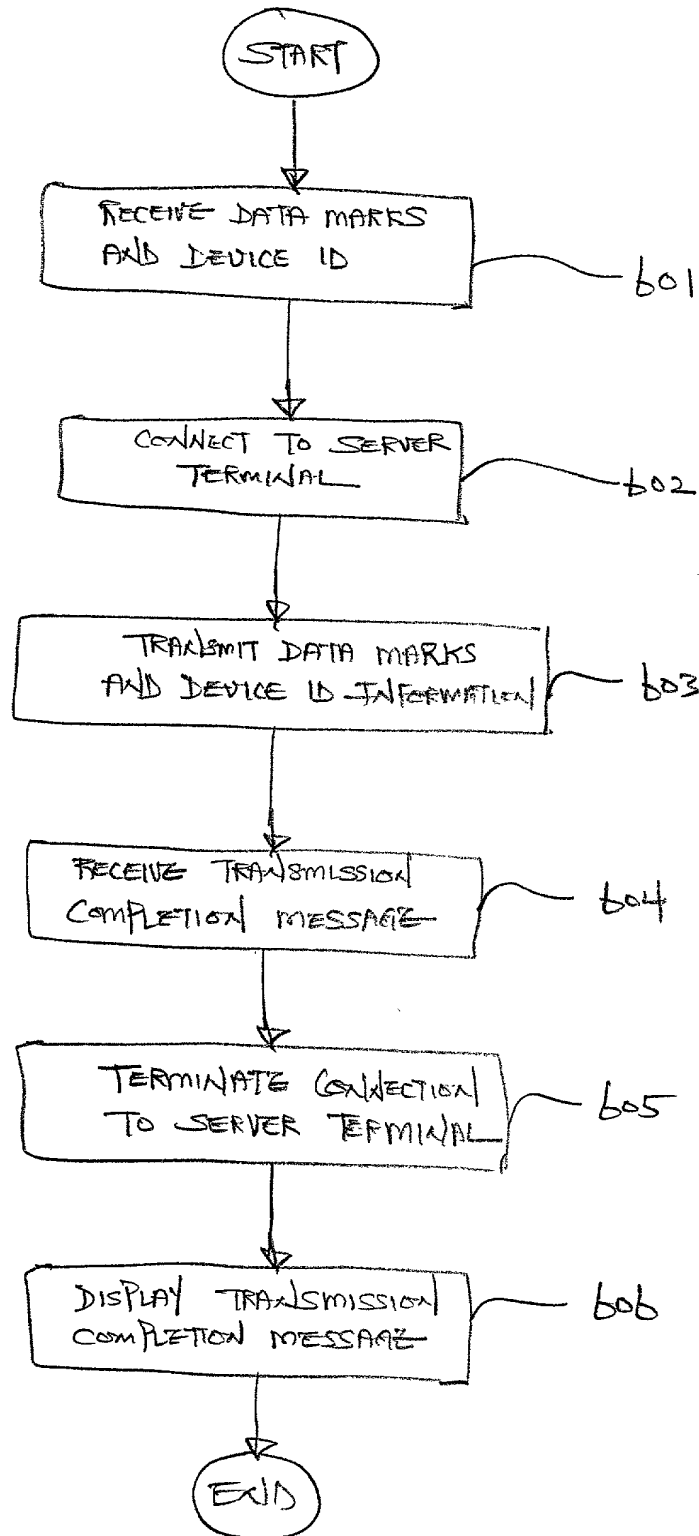 START
RECEIVE DATA MARKS
AND DEVICE ID
601
CONNECT TO SERVER
TERMINAL
602
TRANSMIT DATA MARKS
AND DEVICE ID INFORMATION
603
RECEIVE TRANSMISSION
COMPLETION MESSAGE
604
TERMINATE CONNECTION
TO SERVER TERMINAL
605
DISPLAY TRANSMISSION
COMPLETION MESSAGE
606
END